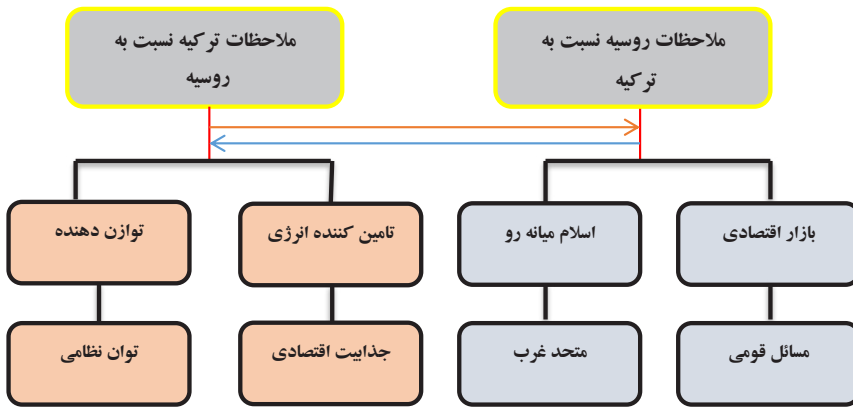 ملاحظات روسیه نسبت به
ترکیه
ملاحظات ترکیه نسبت به
روسیه
بازار اقتصادی
اسلام میانه رو
تامین کننده انرژی
توازن دهنده
مسائل قومی
متحد غرب
جذابیت اقتصادی
توان نظامی